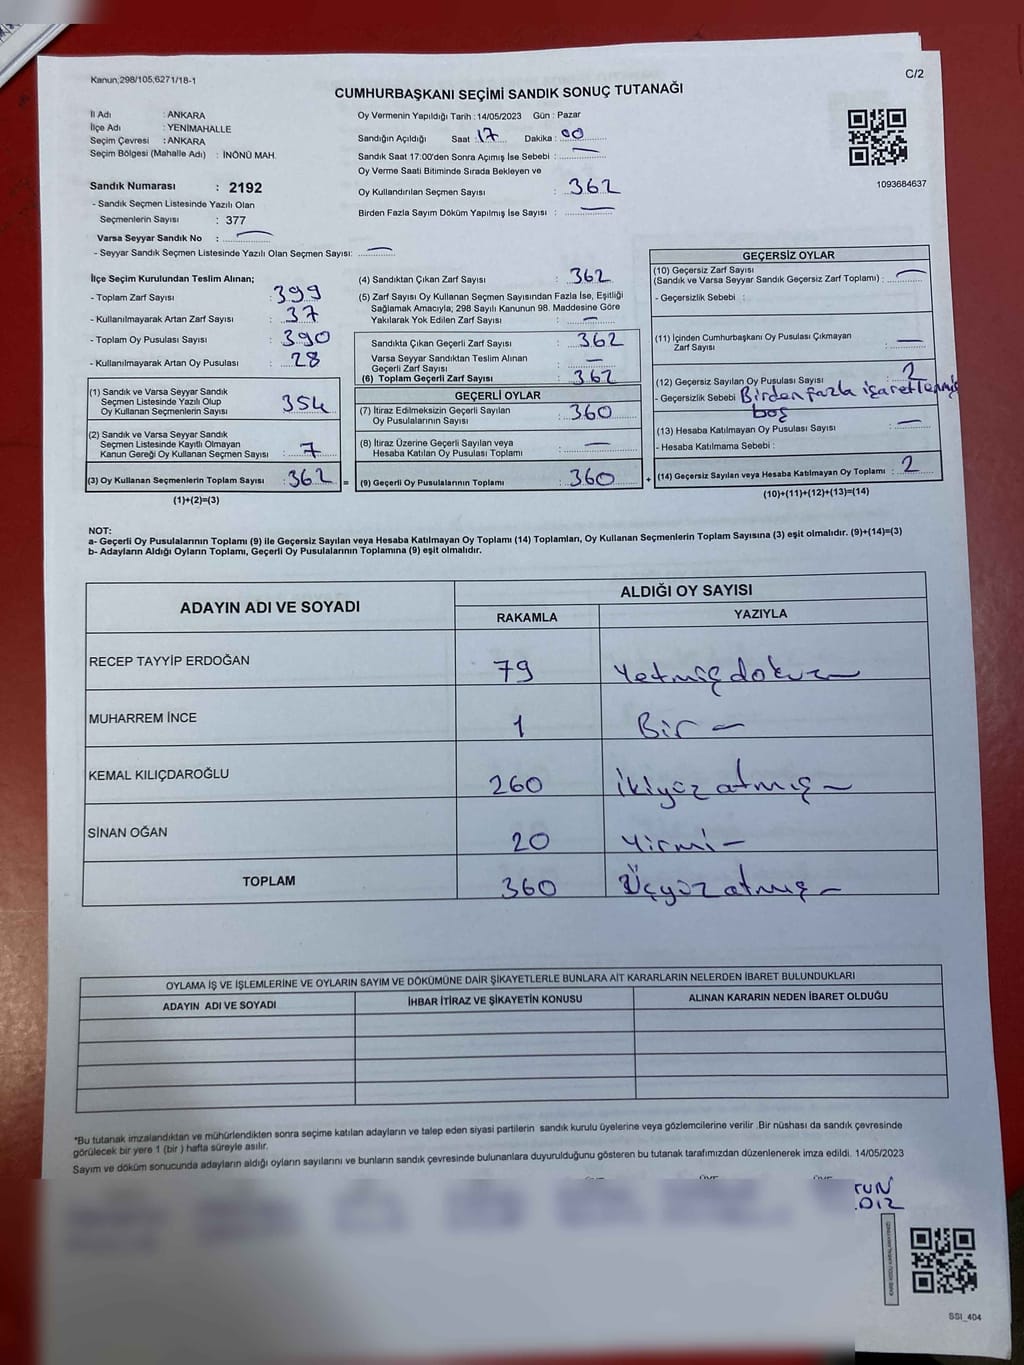 Kanun;298/105,6271/18-1
C/2
CUMHURBAŞKANI SEÇİMİ SANDIK SONUÇ TUTANAĞI
İl Adı : ANKARA
İlçe Adı : YENİMAHALLE
Seçim Çevresi : ANKARA
Seçim Bölgesi (Mahalle Adı) : İNÖNÜ MAH.
Sandık Numarası : 2192
- Sandık Seçmen Listesinde Yazılı Olan
Seçmenlerin Sayısı : 377
Varsa Seyyar Sandık No : —
- Seyyar Sandık Seçmen Listesinde Yazılı Olan Seçmen Sayısı: —
Oy Vermenin Yapıldığı Tarih : 14/05/2023 Gün : Pazar
Sandığın Açıldığı Saat : 17 Dakika : 00
Sandık Saat 17:00'den Sonra Açılmış İse Sebebi : —
Oy Verme Saati Bitiminde Sırada Bekleyen ve
Oy Kullandırılan Seçmen Sayısı : 362
Birden Fazla Sayım Döküm Yapılmış İse Sayısı : —
1093684637
İlçe Seçim Kurulundan Teslim Alınan;
- Toplam Zarf Sayısı : 399
- Kullanılmayarak Artan Zarf Sayısı : 37
- Toplam Oy Pusulası Sayısı : 390
- Kullanılmayarak Artan Oy Pusulası : 28
(1) Sandık ve Varsa Seyyar Sandık
Seçmen Listesinde Yazılı Olup
Oy Kullanan Seçmenlerin Sayısı : 354
(2) Sandık ve Varsa Seyyar Sandık
Seçmen Listesinde Kayıtlı Olmayan
Kanun Gereği Oy Kullanan Seçmen Sayısı : 7
(3) Oy Kullanan Seçmenlerin Toplam Sayısı : 362 =
(1)+(2)=(3)
(4) Sandıktan Çıkan Zarf Sayısı : 362
(5) Zarf Sayısı Oy Kullanan Seçmen Sayısından Fazla İse, Eşitliği
Sağlamak Amacıyla; 298 Sayılı Kanunun 98. Maddesine Göre
Yakılarak Yok Edilen Zarf Sayısı : —
Sandıkta Çıkan Geçerli Zarf Sayısı : 362
Varsa Seyyar Sandıktan Teslim Alınan
Geçerli Zarf Sayısı : —
(6) Toplam Geçerli Zarf Sayısı : 362
GEÇERLİ OYLAR
(7) İtiraz Edilmeksizin Geçerli Sayılan
Oy Pusulalarının Sayısı : 360
(8) İtiraz Üzerine Geçerli Sayılan veya
Hesaba Katılan Oy Pusulası Toplamı : —
(9) Geçerli Oy Pusulalarının Toplamı : 360 +
GEÇERSİZ OYLAR
(10) Geçersiz Zarf Sayısı
(Sandık ve Varsa Seyyar Sandık Geçersiz Zarf Toplamı) : —
- Geçersizlik Sebebi :
(11) İçinden Cumhurbaşkanı Oy Pusulası Çıkmayan
Zarf Sayısı : —
(12) Geçersiz Sayılan Oy Pusulası Sayısı : 2
- Geçersizlik Sebebi Birden fazla işaretlenmiş
boş
(13) Hesaba Katılmayan Oy Pusulası Sayısı : —
- Hesaba Katılmama Sebebi :
(14) Geçersiz Sayılan veya Hesaba Katılmayan Oy Toplamı : 2
(10)+(11)+(12)+(13)=(14)
NOT:
a- Geçerli Oy Pusulalarının Toplamı (9) ile Geçersiz Sayılan veya Hesaba Katılmayan Oy Toplamı (14) Toplamları, Oy Kullanan Seçmenlerin Toplam Sayısına (3) eşit olmalıdır. (9)+(14)=(3)
b- Adayların Aldığı Oyların Toplamı, Geçerli Oy Pusulalarının Toplamına (9) eşit olmalıdır.
ADAYIN ADI VE SOYADI
ALDIĞI OY SAYISI
RAKAMLA YAZIYLA
RECEP TAYYİP ERDOĞAN 79 Yetmişdokuz —
MUHARREM İNCE 1 Bir —
KEMAL KILIÇDAROĞLU 260 İkiyüz atmış —
SİNAN OĞAN 20 Yirmi —
TOPLAM 360 Üçyüz atmış —
OYLAMA İŞ VE İŞLEMLERİNE VE OYLARIN SAYIM VE DÖKÜMÜNE DAİR ŞİKAYETLERLE BUNLARA AİT KARARLARIN NELERDEN İBARET BULUNDUKLARI
ADAYIN ADI VE SOYADI İHBAR İTİRAZ VE ŞİKAYETİN KONUSU ALINAN KARARIN NEDEN İBARET OLDUĞU
*Bu tutanak imzalandıktan ve mühürlendikten sonra seçime katılan adayların ve talep eden siyasi partilerin sandık kurulu üyelerine veya gözlemcilerine verilir .Bir nüshası da sandık çevresinde
görülecek bir yere 1 (bir ) hafta süreyle asılır.
Sayım ve döküm sonucunda adayların aldığı oyların sayılarını ve bunların sandık çevresinde bulunanlara duyurulduğunu gösteren bu tutanak tarafımızdan düzenlenerek imza edildi. 14/05/2023
SSI_404